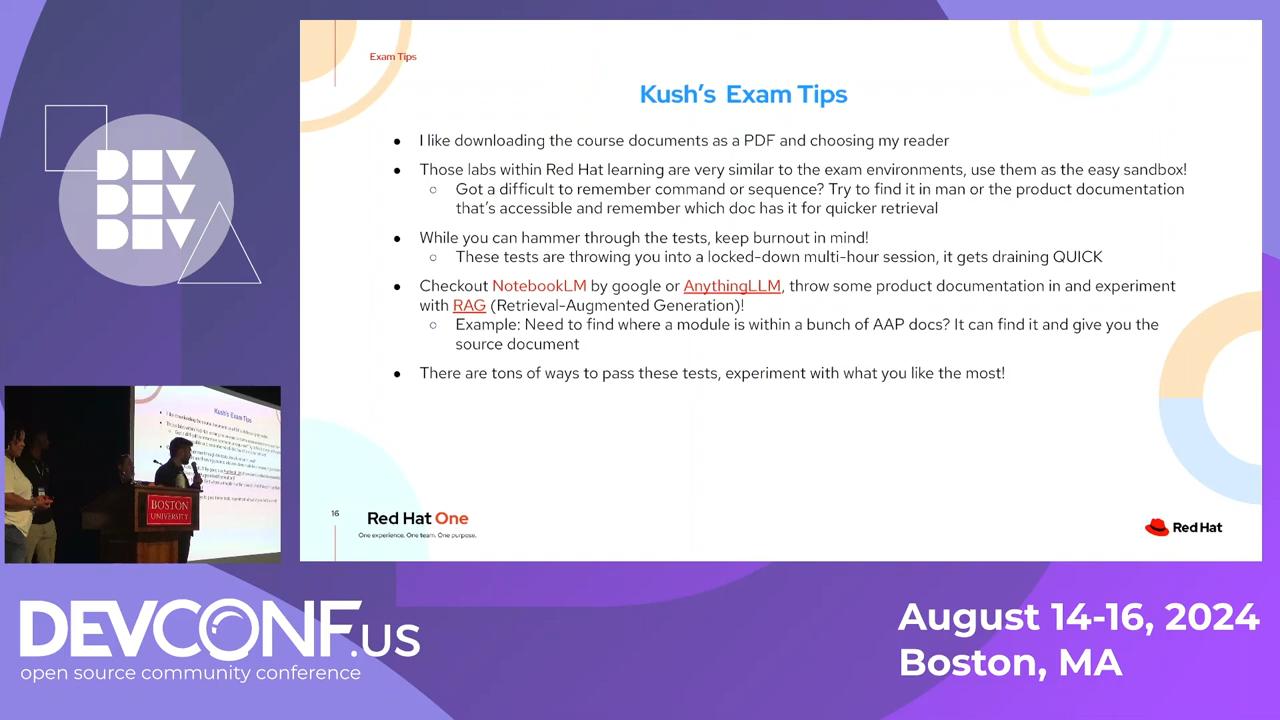 Exam Tips
Kush's Exam Tips
● I like downloading the course documents as a PDF and choosing my reader
● Those labs within Red Hat learning are very similar to the exam environments, use them as the easy sandbox!
○ Got a difficult to remember command or sequence? Try to find it in man or the product documentation
that's accessible and remember which doc has it for quicker retrieval
● While you can hammer through the tests, keep burnout in mind!
○ These tests are throwing you into a locked-down multi-hour session, it gets draining QUICK
● Checkout NotebookLM by google or AnythingLLM, throw some product documentation in and experiment
with RAG (Retrieval-Augmented Generation)!
○ Example: Need to find where a module is within a bunch of AAP docs? It can find it and give you the
source document
● There are tons of ways to pass these tests, experiment with what you like the most!
16
Red Hat One
One experience. One team. One purpose.
Red Hat
DEV
DEV
DEV
Kush's Exam Tips
BOSTON
UNIVERSITY
DEVCONF.US
open source community conference
August 14-16, 2024
Boston, MA